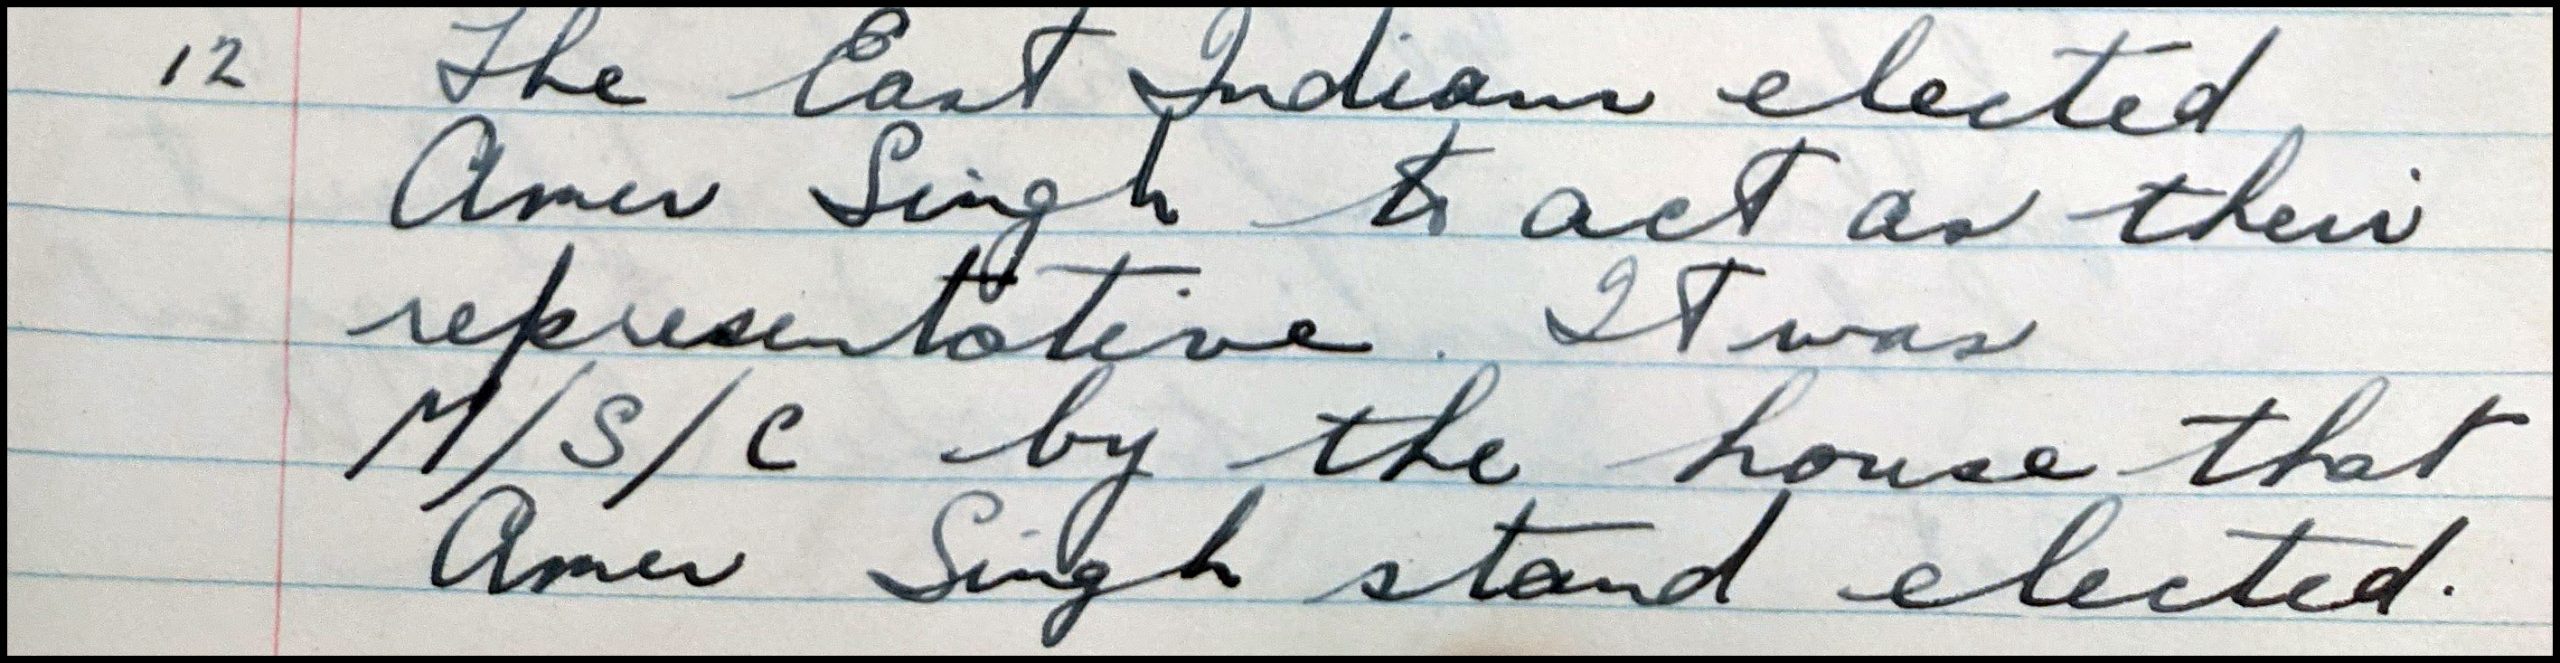 12 The East Indians elected
Amer Singh to act as their
representative. It was
M/S/C by the house that
Amer Singh stand elected.